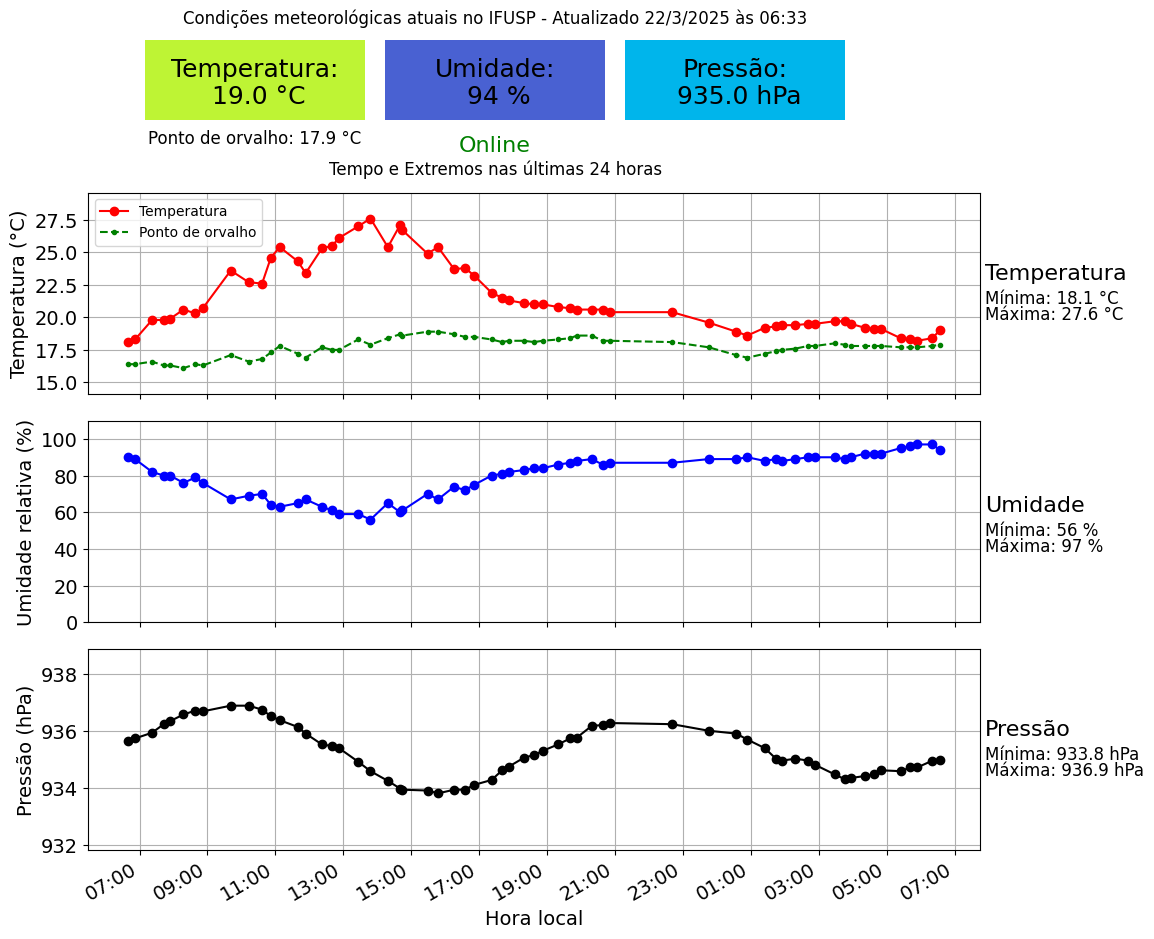 Condições meteorológicas atuais no IFUSP - Atualizado 22/3/2025 às 06:33
Temperatura:
19.0 °C
Umidade:
94 %
Pressão:
935.0 hPa
Ponto de orvalho: 17.9 °C
Online
Tempo e Extremos nas últimas 24 horas
Temperatura (°C)
27.5
25.0
22.5
20.0
17.5
15.0
Temperatura
Ponto de orvalho
Temperatura
Mínima: 18.1 °C
Máxima: 27.6 °C
Umidade relativa (%)
100
80
60
40
20
0
Umidade
Mínima: 56 %
Máxima: 97 %
Pressão (hPa)
938
936
934
932
Pressão
Mínima: 933.8 hPa
Máxima: 936.9 hPa
07:00
09:00
11:00
13:00
15:00
17:00
19:00
21:00
23:00
01:00
03:00
05:00
07:00
Hora local